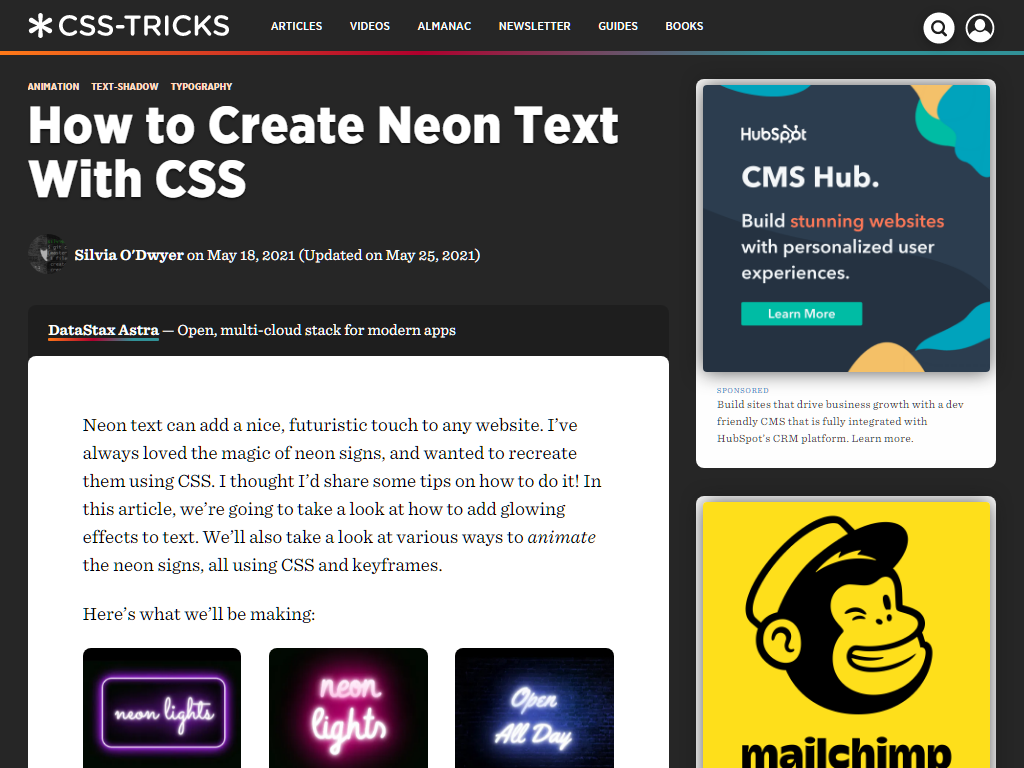 CSS-TRICKS
ARTICLES VIDEOS ALMANAC NEWSLETTER GUIDES BOOKS
ANIMATION TEXT-SHADOW TYPOGRAPHY
How to Create Neon Text
With CSS
Silvia O'Dwyer on May 18, 2021 (Updated on May 25, 2021)
DataStax Astra — Open, multi-cloud stack for modern apps
Neon text can add a nice, futuristic touch to any website. I've
always loved the magic of neon signs, and wanted to recreate
them using CSS. I thought I'd share some tips on how to do it! In
this article, we're going to take a look at how to add glowing
effects to text. We'll also take a look at various ways to animate
the neon signs, all using CSS and keyframes.
Here's what we'll be making:
neon lights
neon
lights
Open
All Day
HubSpot
CMS Hub.
Build stunning websites
with personalized user
experiences.
Learn More
SPONSORED
Build sites that drive business growth with a dev
friendly CMS that is fully integrated with
HubSpot's CRM platform. Learn more.
mailchimp